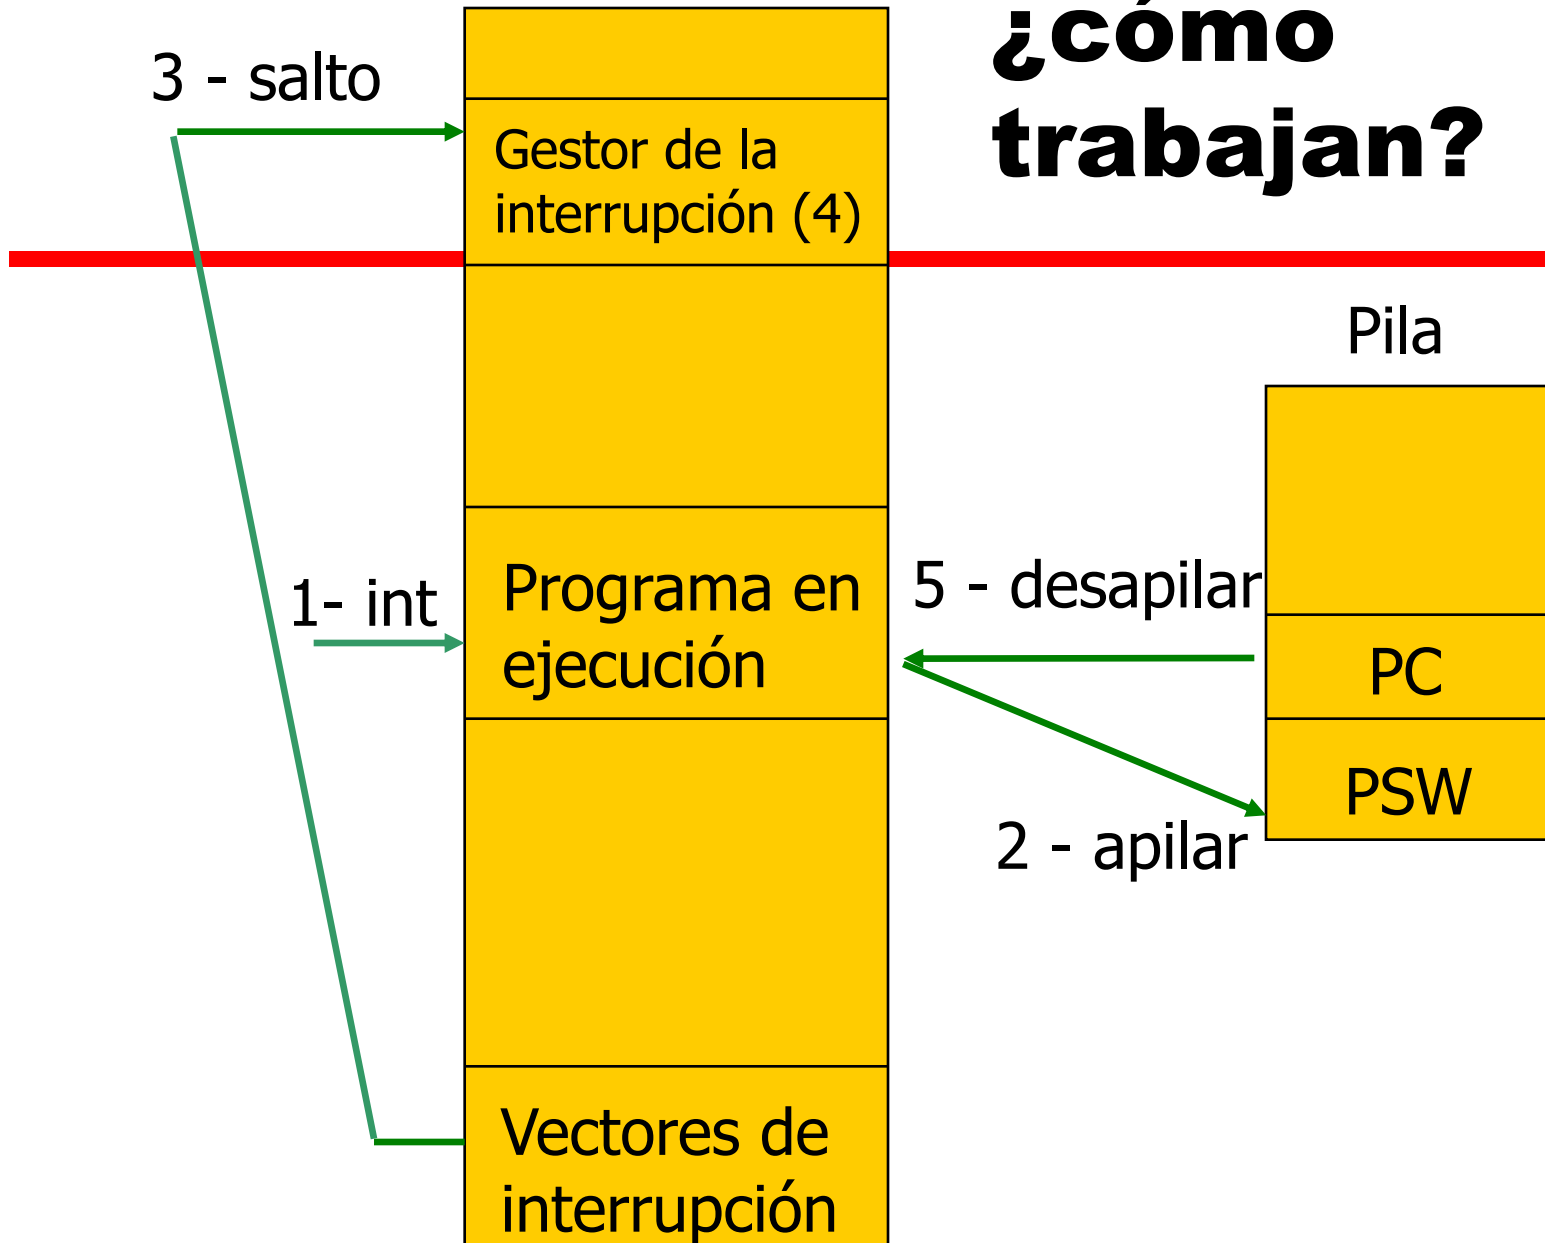 ¿cómo
trabajan?
3 - salto
Gestor de la
interrupción (4)
Pila
1- int
Programa en
ejecución
5 - desapilar
PC
PSW
2 - apilar
Vectores de
interrupción